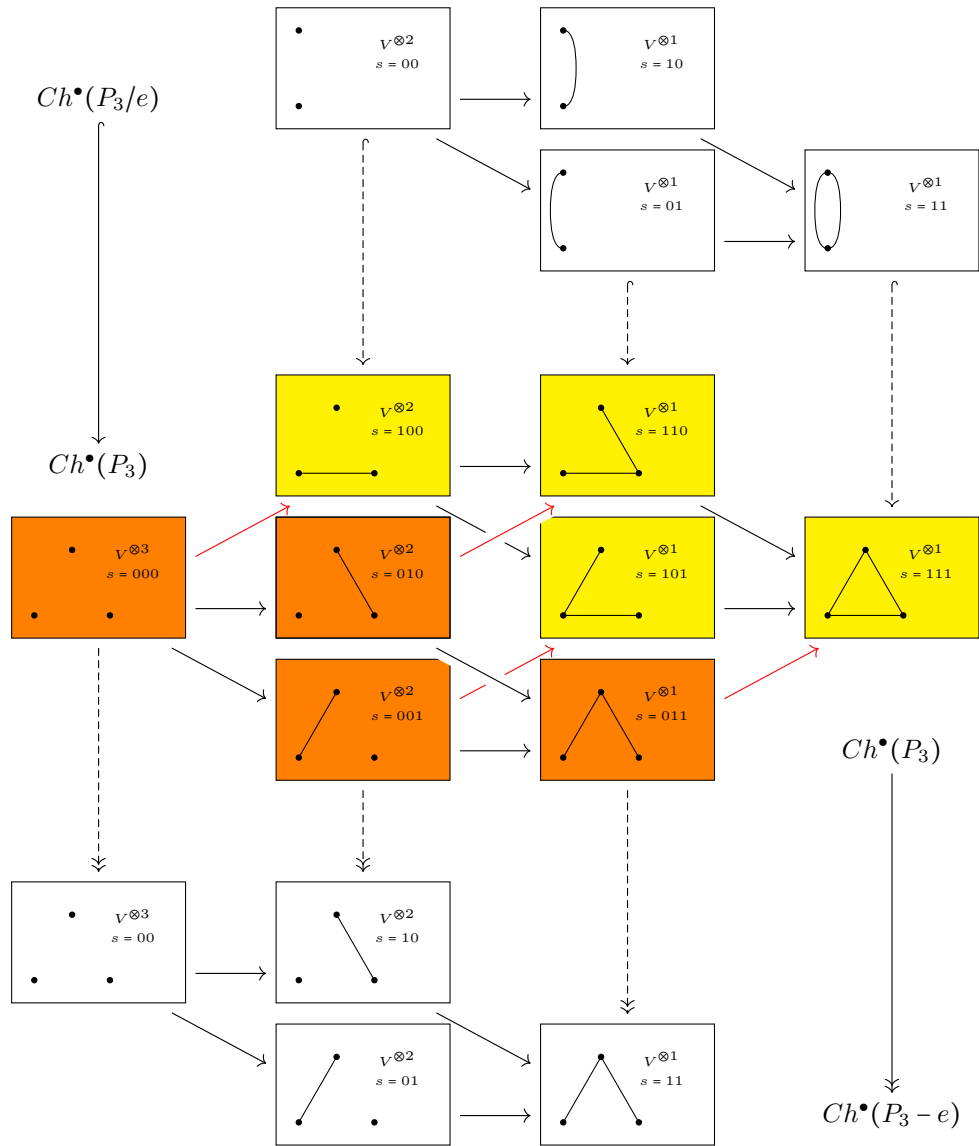 V⊗2
s = 00
V⊗1
s = 10
Ch•(P3/e)
V⊗1
s = 01
V⊗1
s = 11
V⊗2
s = 100
V⊗1
s = 110
Ch•(P3)
V⊗3
s = 000
V⊗2
s = 010
V⊗1
s = 101
V⊗1
s = 111
V⊗2
s = 001
V⊗1
s = 011
Ch•(P3)
V⊗3
s = 00
V⊗2
s = 10
V⊗2
s = 01
V⊗1
s = 11
Ch•(P3 − e)